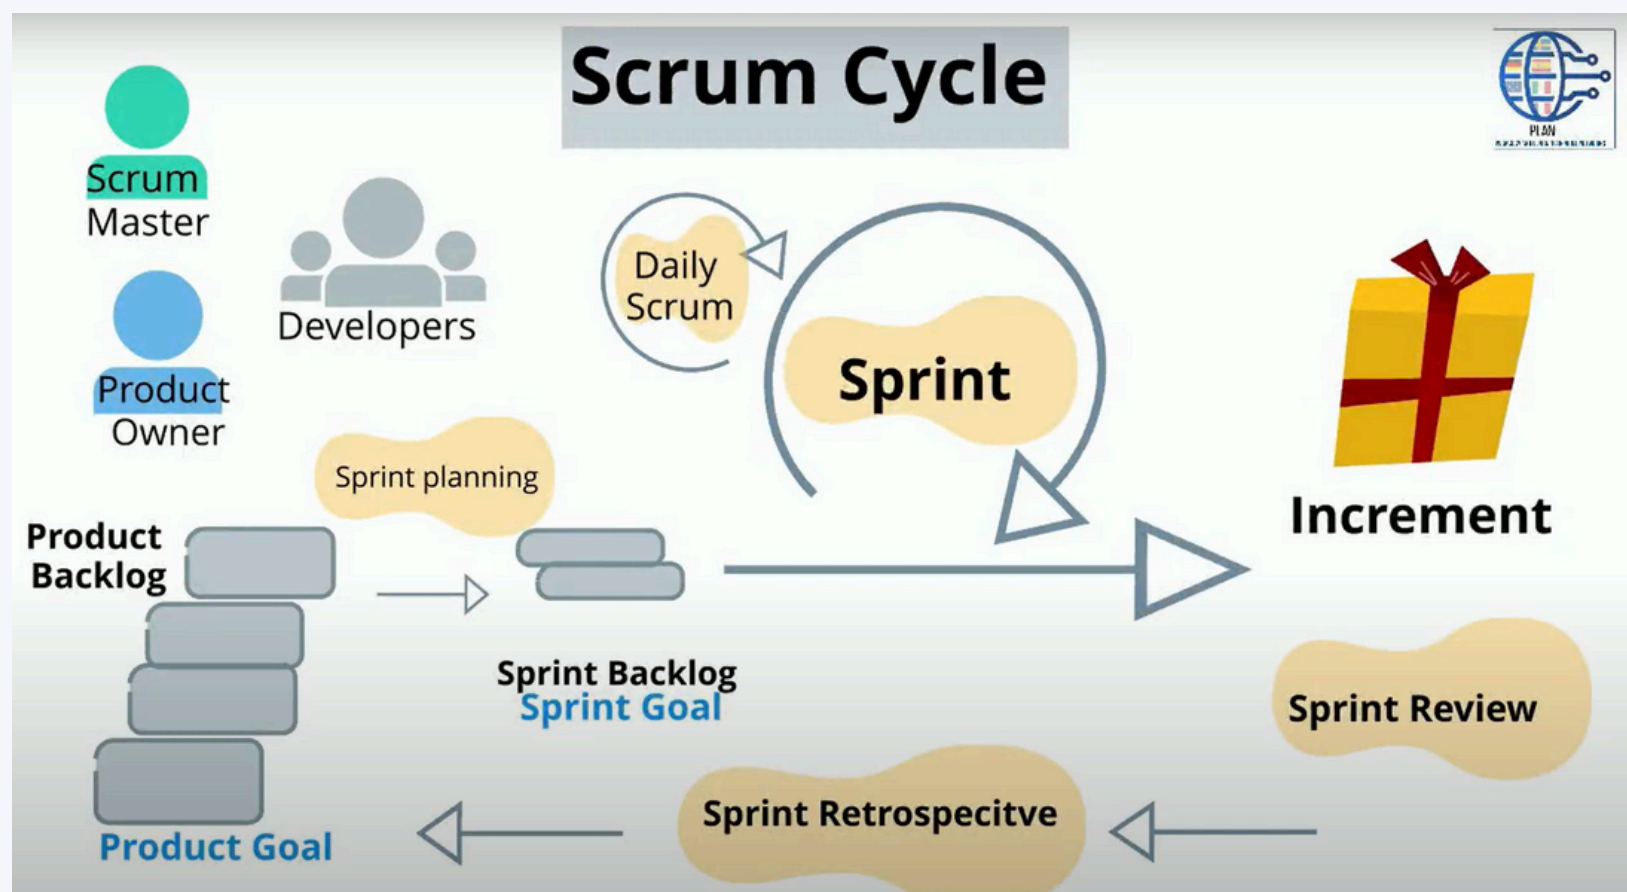 Scrum Cycle
PLAN
Scrum
Master
Developers
Product
Owner
Daily
Scrum
Sprint
Sprint planning
Product
Backlog
Increment
Sprint Backlog
Sprint Goal
Sprint Review
Sprint Retrospecitve
Product Goal